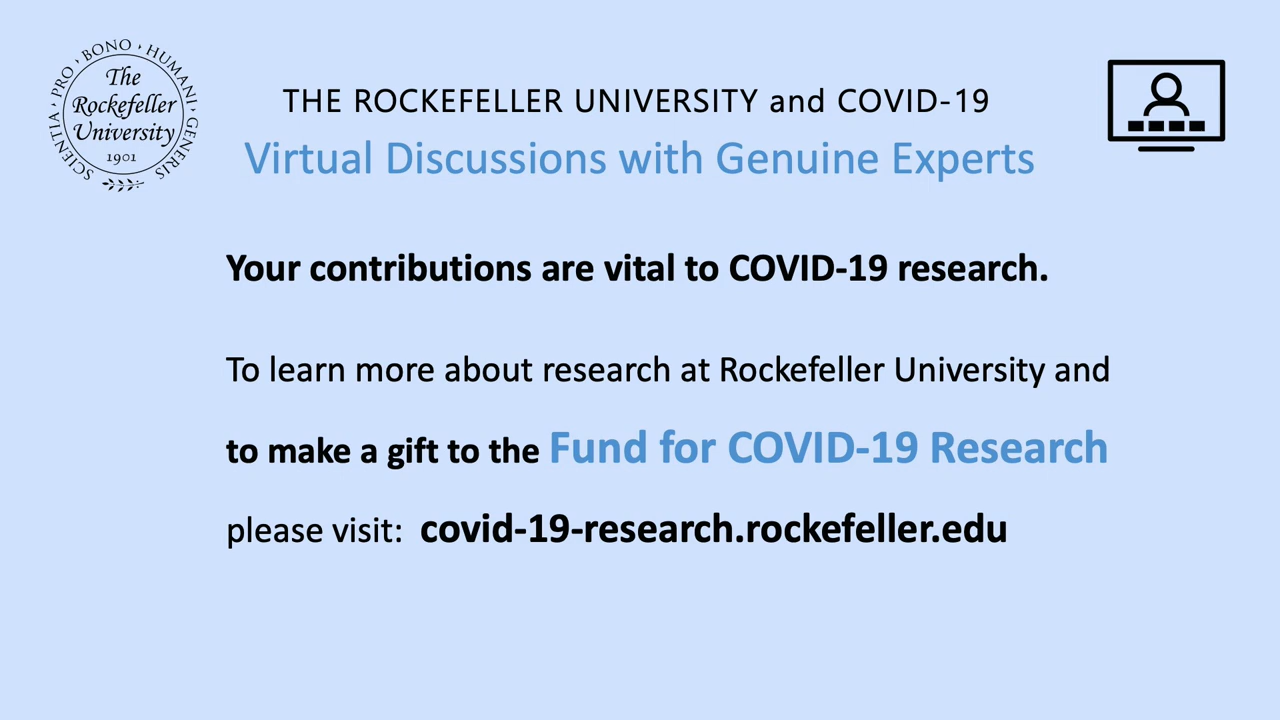 SCIENTIA • PRO • BONO • HUMANI • GENERIS
The
Rockefeller
University
1901
THE ROCKEFELLER UNIVERSITY and COVID-19
Virtual Discussions with Genuine Experts
Your contributions are vital to COVID-19 research.
To learn more about research at Rockefeller University and
to make a gift to the Fund for COVID-19 Research
please visit: covid-19-research.rockefeller.edu